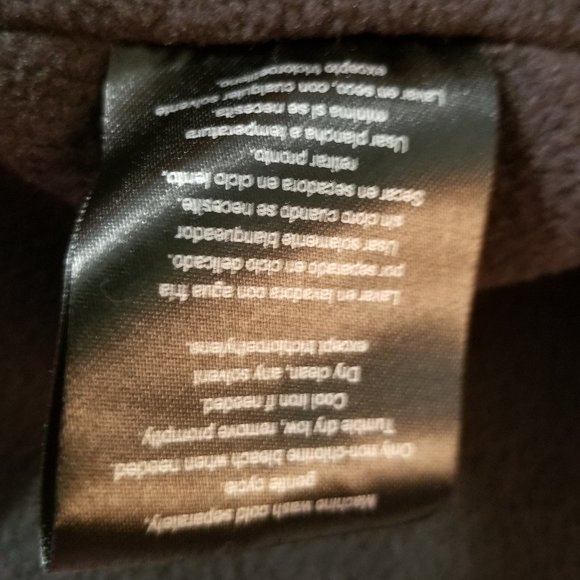 Machine wash cold separately,
gentle cycle
Only non-chlorine bleach when needed.
Tumble dry low, remove promptly
Cool Iron if needed.
Dry clean, any solvent
except trichloroethylene.
Lavar en lavadora con agua fria
por separado en ciclo delicado.
Usar solamente blanqueador
sin cloro cuando se necesite
Secar en secadora en ciclo lento,
retirar pronto.
Usar plancha a temperatura
minima si se necesita
Lavar en seco, con cualquier solvente
excepto tricloroetileno.